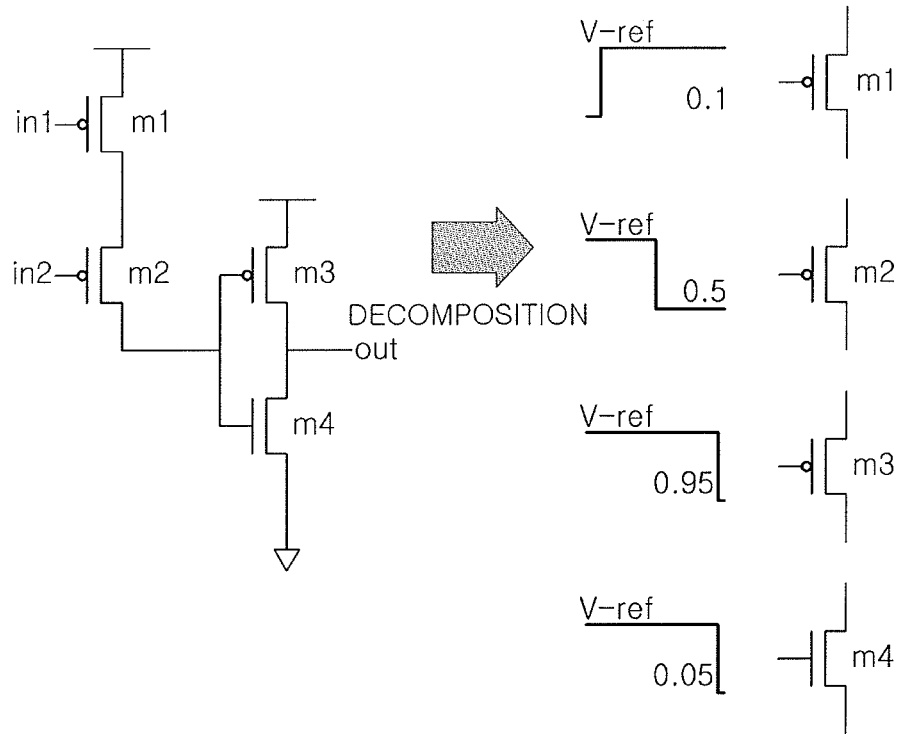 V-ref
0.1
m1
in1
m1
V-ref
0.5
m2
in2
m2
m3
DECOMPOSITION
out
m4
V-ref
0.95
m3
V-ref
0.05
m4